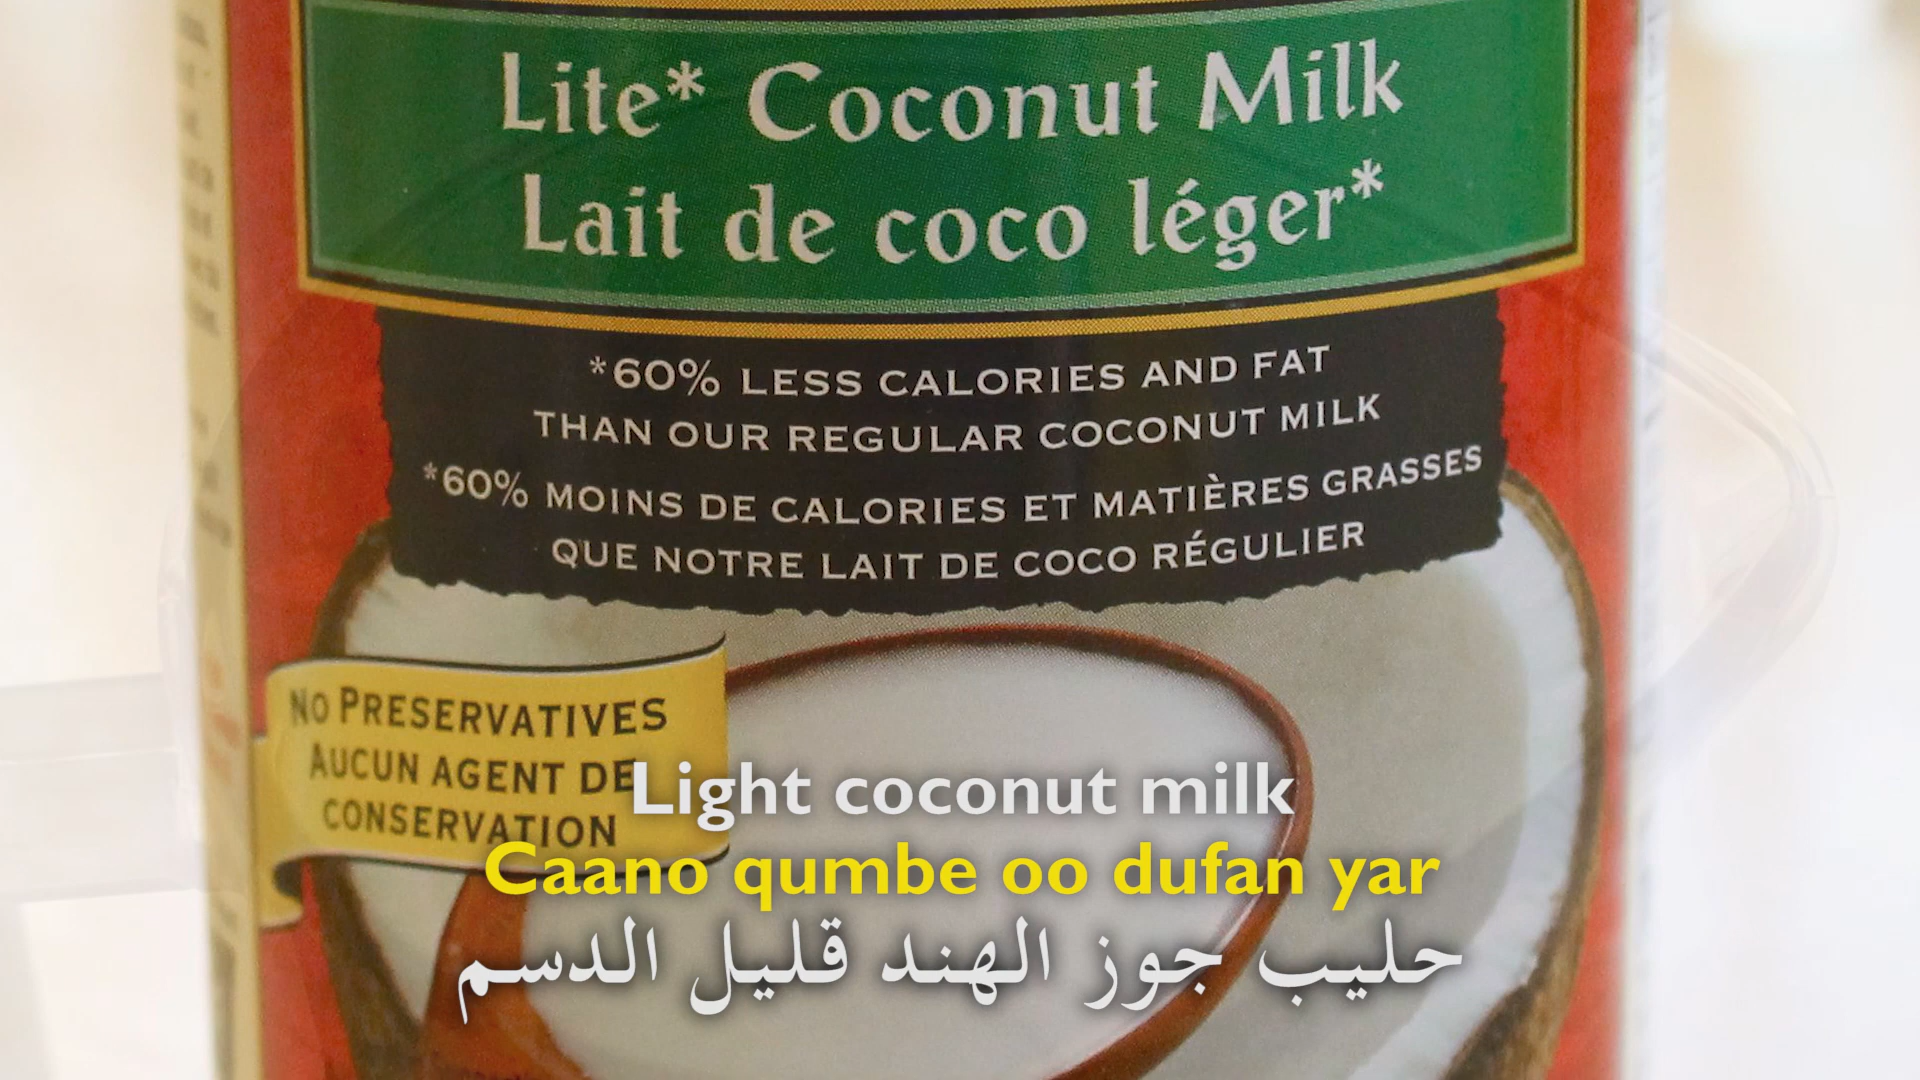 Lite* Coconut Milk
Lait de coco léger*
*60% LESS CALORIES AND FAT
THAN OUR REGULAR COCONUT MILK
*60% MOINS DE CALORIES ET MATIÈRES GRASSES
QUE NOTRE LAIT DE COCO RÉGULIER
NO PRESERVATIVES
AUCUN AGENT DE
CONSERVATION
Light coconut milk
Caano qumbe oo dufan yar
حليب جوز الهند قليل الدسم